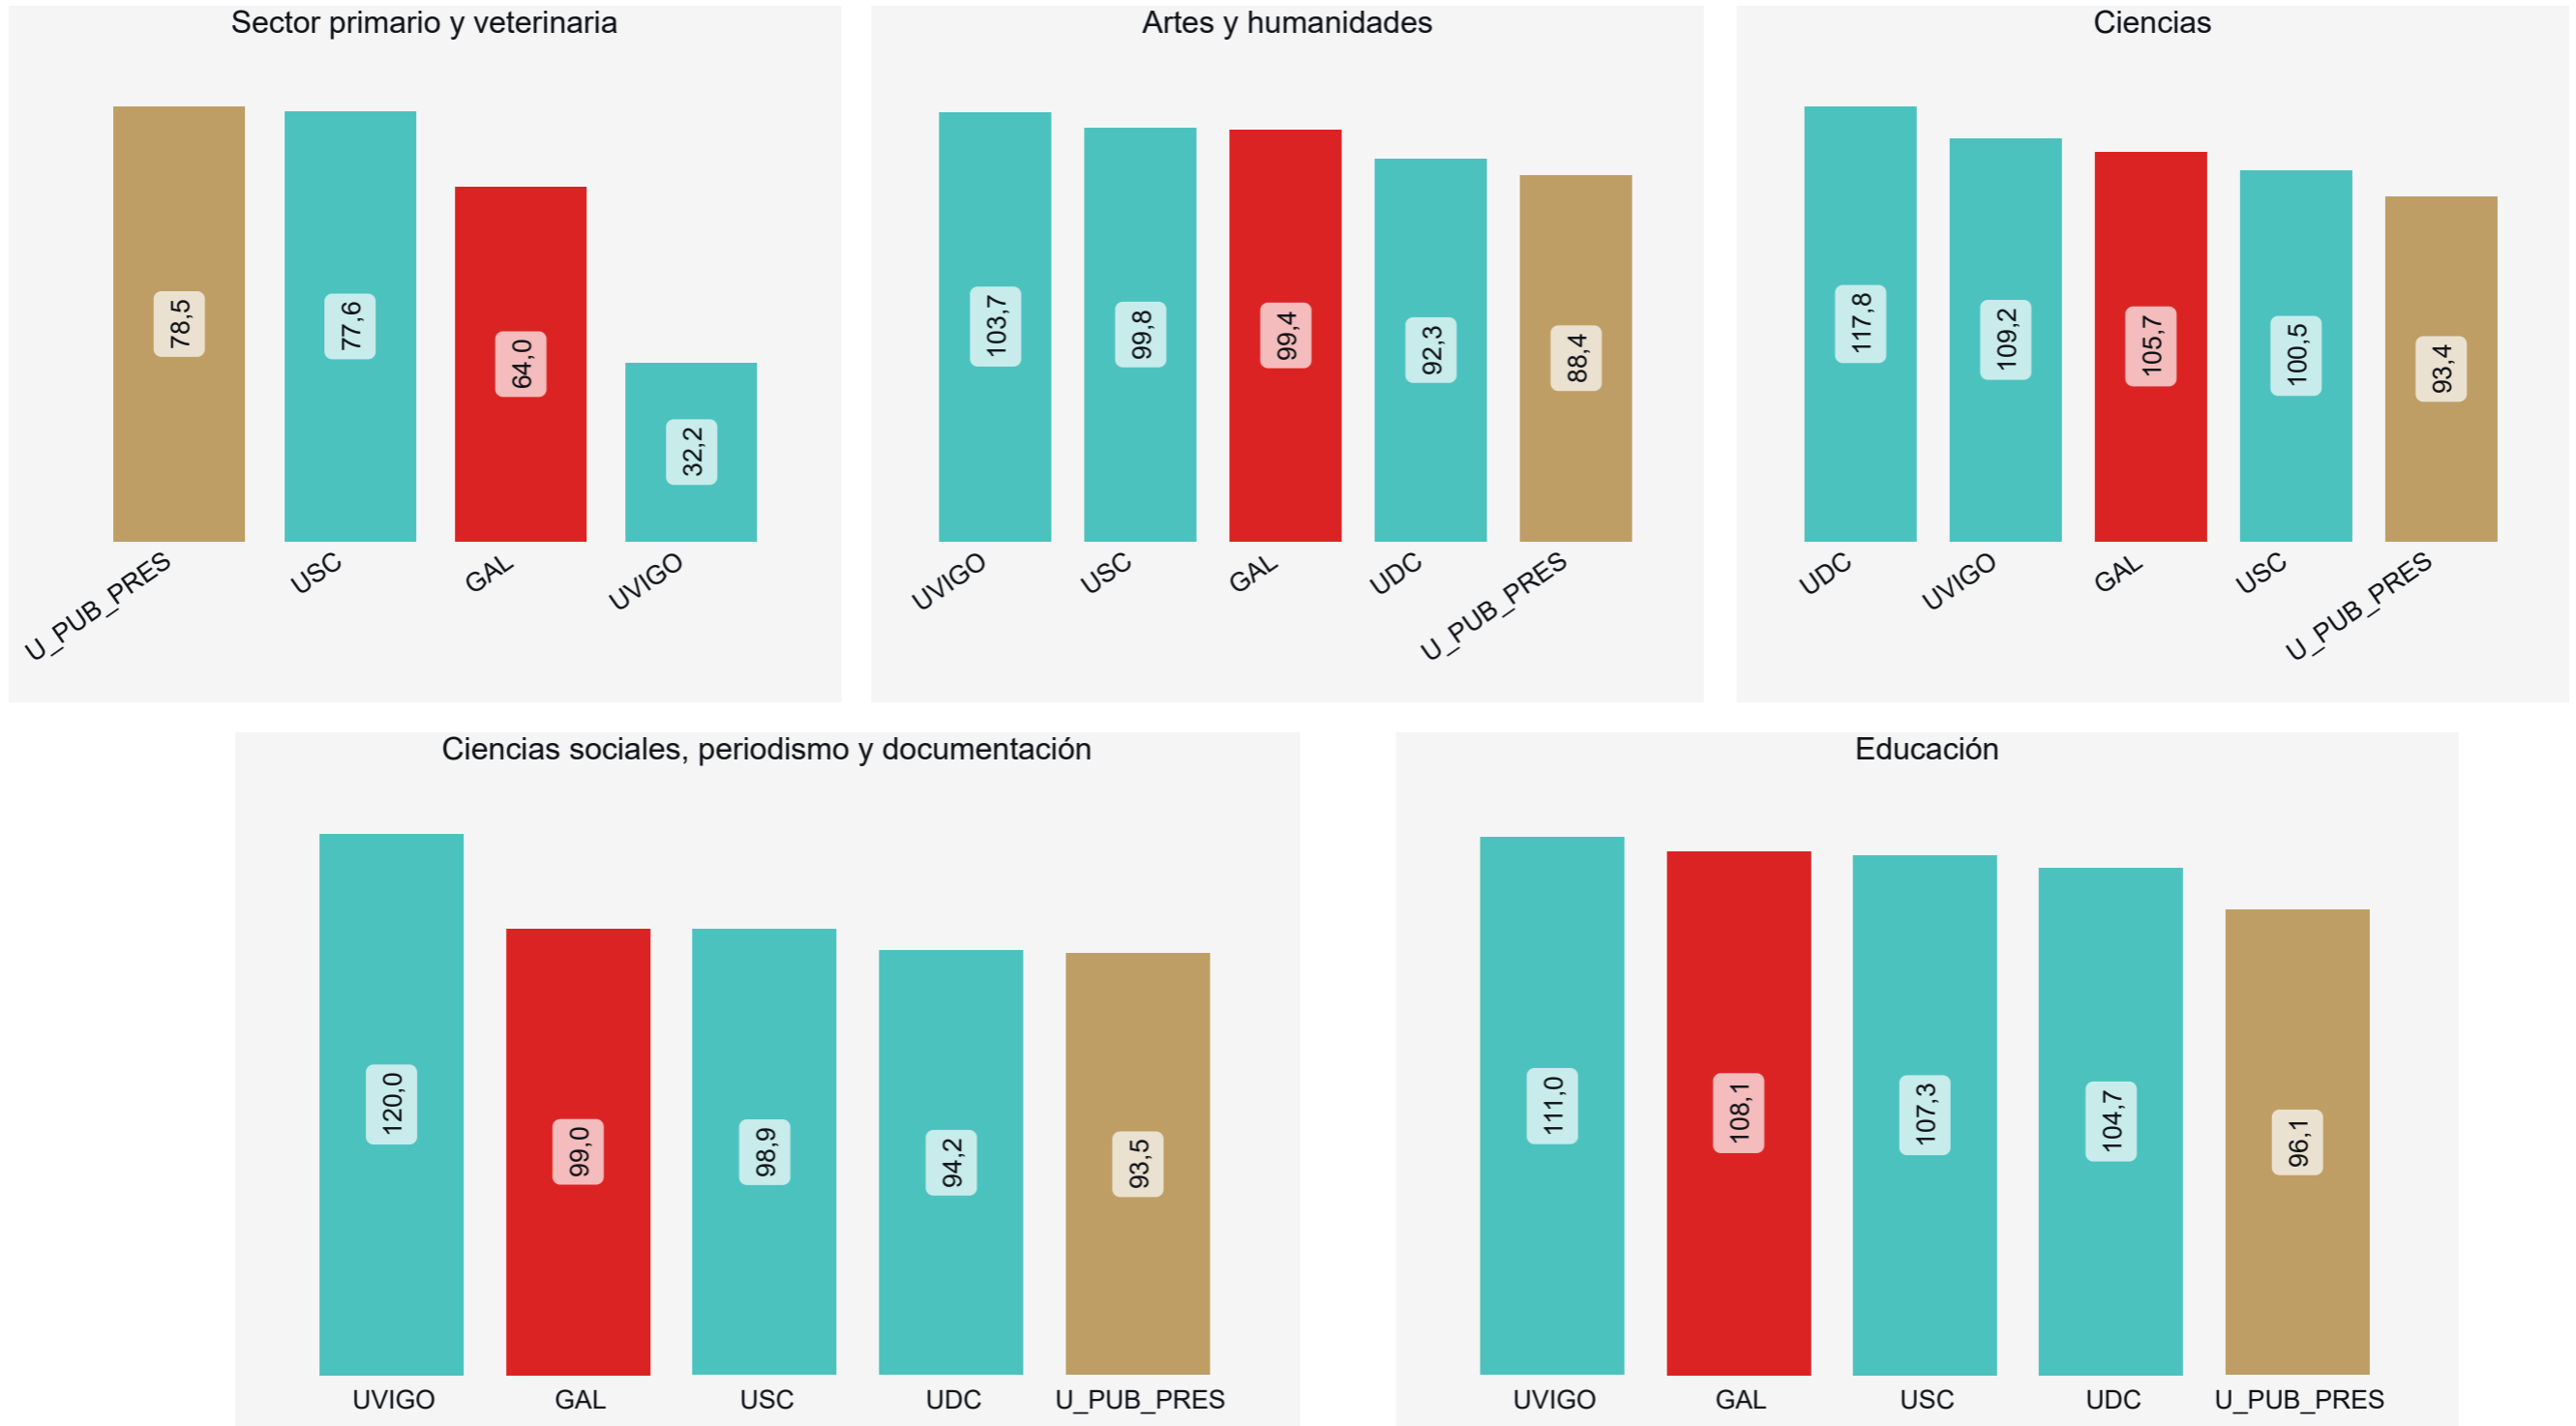 Sector primario y veterinaria
78,5
77,6
64,0
32,2
U_PUB_PRES
USC
GAL
UVIGO
Artes y humanidades
103,7
99,8
99,4
92,3
88,4
UVIGO
USC
GAL
UDC
U_PUB_PRES
Ciencias
117,8
109,2
105,7
100,5
93,4
UDC
UVIGO
GAL
USC
U_PUB_PRES
Ciencias sociales, periodismo y documentación
120,0
99,0
98,9
94,2
93,5
UVIGO
GAL
USC
UDC
U_PUB_PRES
Educación
111,0
108,1
107,3
104,7
96,1
UVIGO
GAL
USC
UDC
U_PUB_PRES